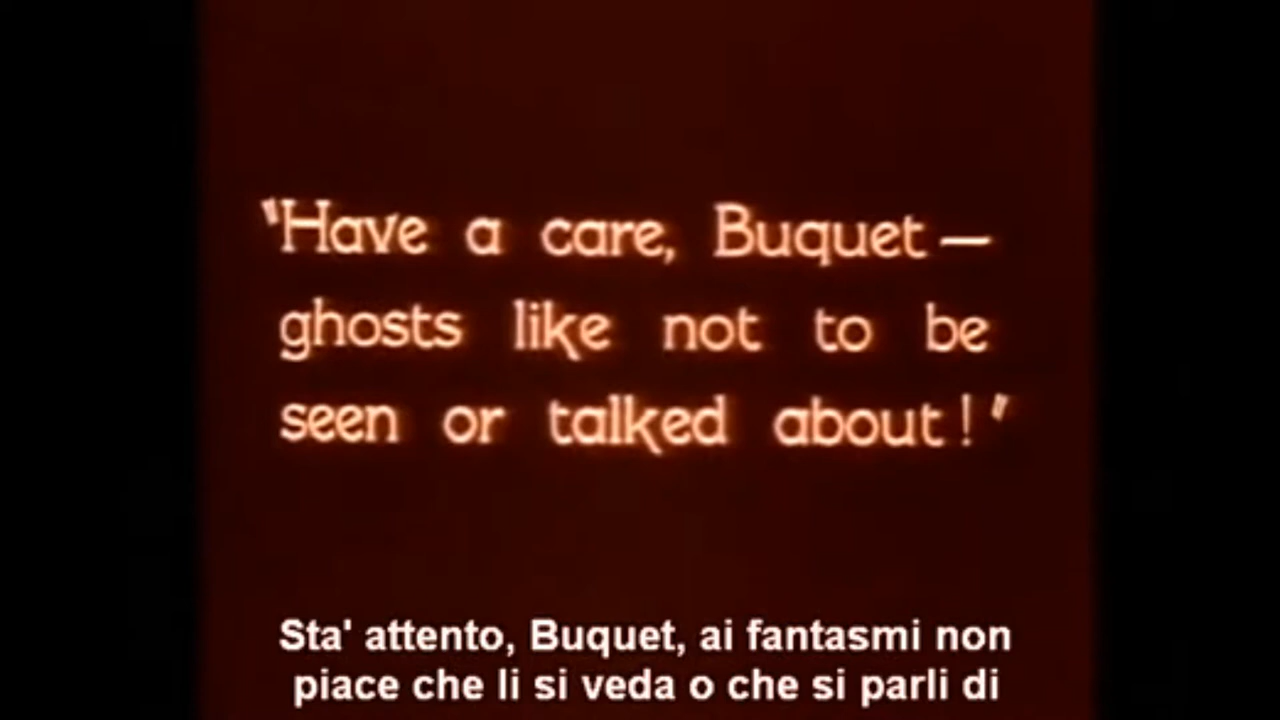 "Have a care, Buquet —
ghosts like not to be
seen or talked about!"
Sta' attento, Buquet, ai fantasmi non
piace che li si veda o che si parli di